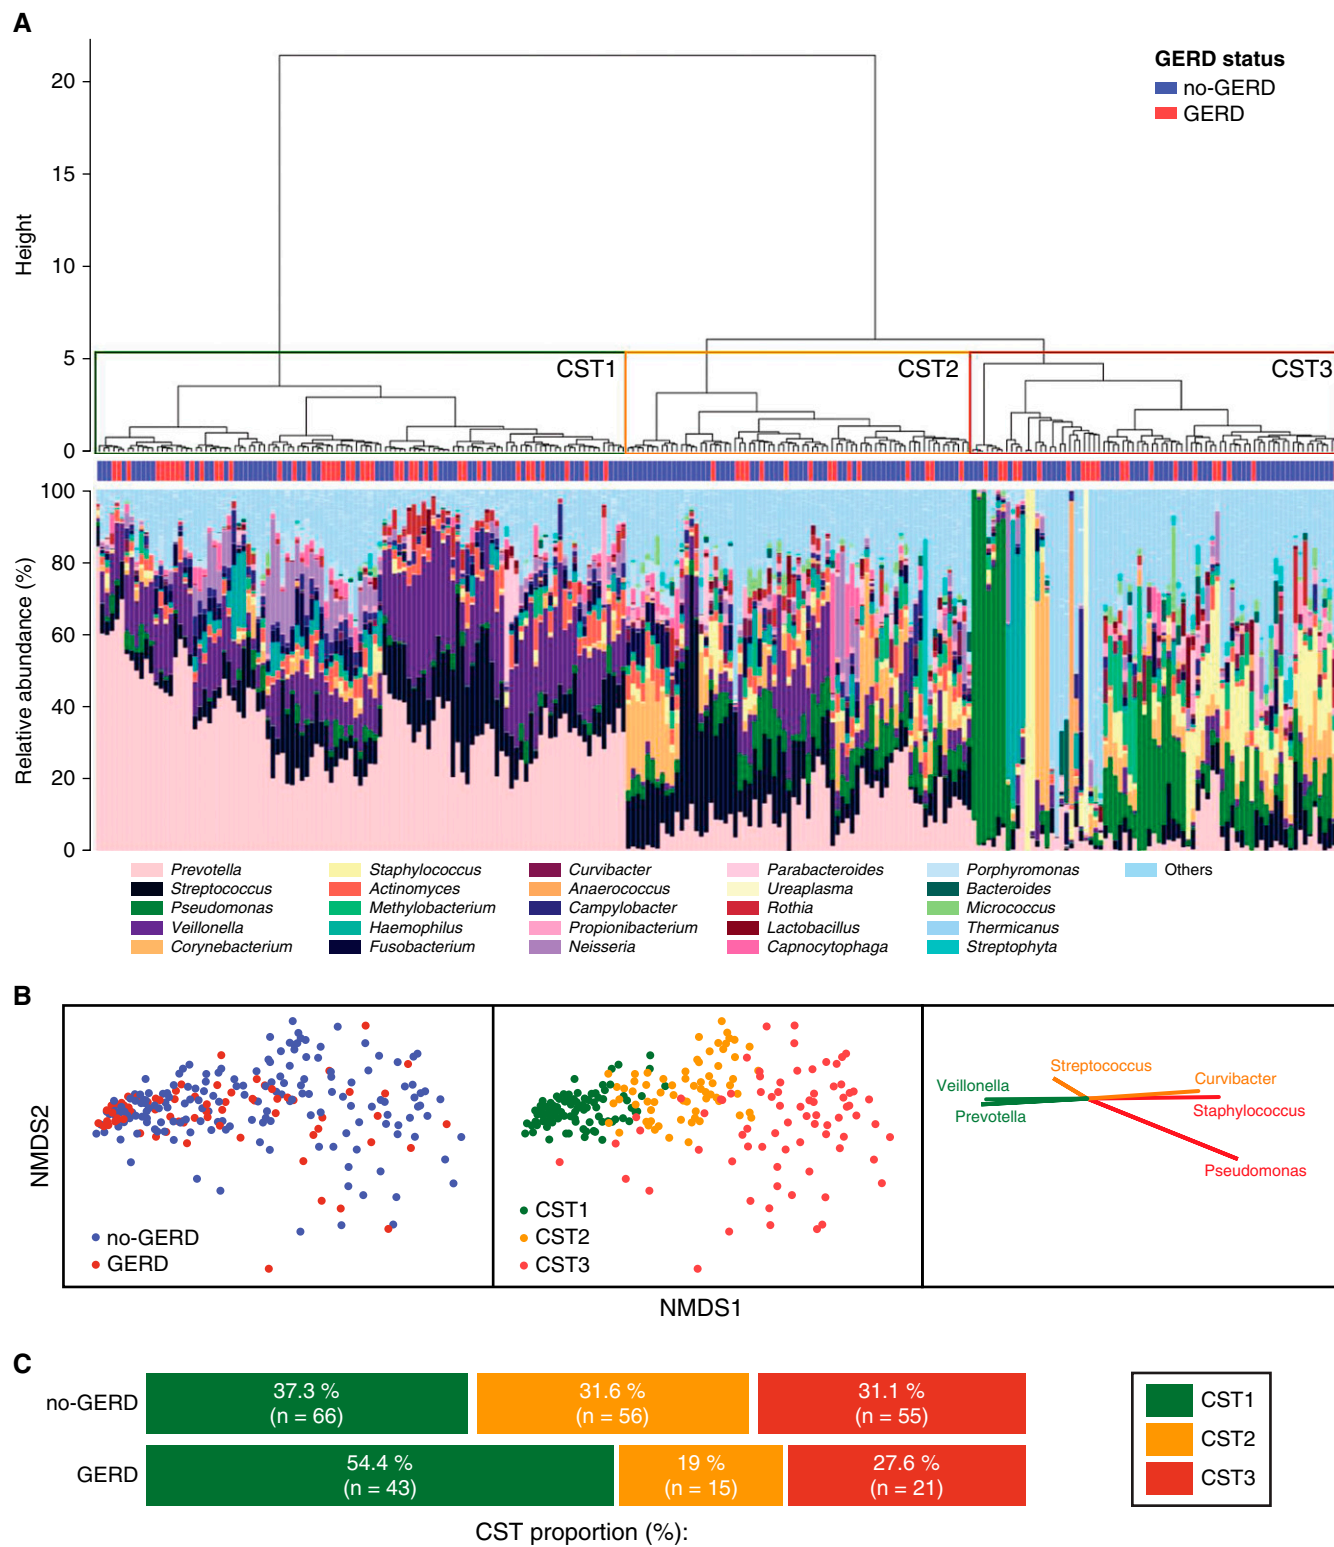 A
GERD status
no-GERD
GERD
Height
20
15
10
5
0
CST1
CST2
CST3
Relative abundance (%)
100
80
60
40
20
0
Prevotella
Streptococcus
Pseudomonas
Veillonella
Corynebacterium
Staphylococcus
Actinomyces
Methylobacterium
Haemophilus
Fusobacterium
Curvibacter
Anaerococcus
Campylobacter
Propionibacterium
Neisseria
Parabacteroides
Ureaplasma
Rothia
Lactobacillus
Capnocytophaga
Porphyromonas
Bacteroides
Micrococcus
Thermicanus
Streptophyta
Others
B
NMDS2
no-GERD
GERD
CST1
CST2
CST3
Streptococcus
Veillonella
Prevotella
Curvibacter
Staphylococcus
Pseudomonas
NMDS1
C
no-GERD
37.3 %
(n = 66)
31.6 %
(n = 56)
31.1 %
(n = 55)
GERD
54.4 %
(n = 43)
19 %
(n = 15)
27.6 %
(n = 21)
CST1
CST2
CST3
CST proportion (%):